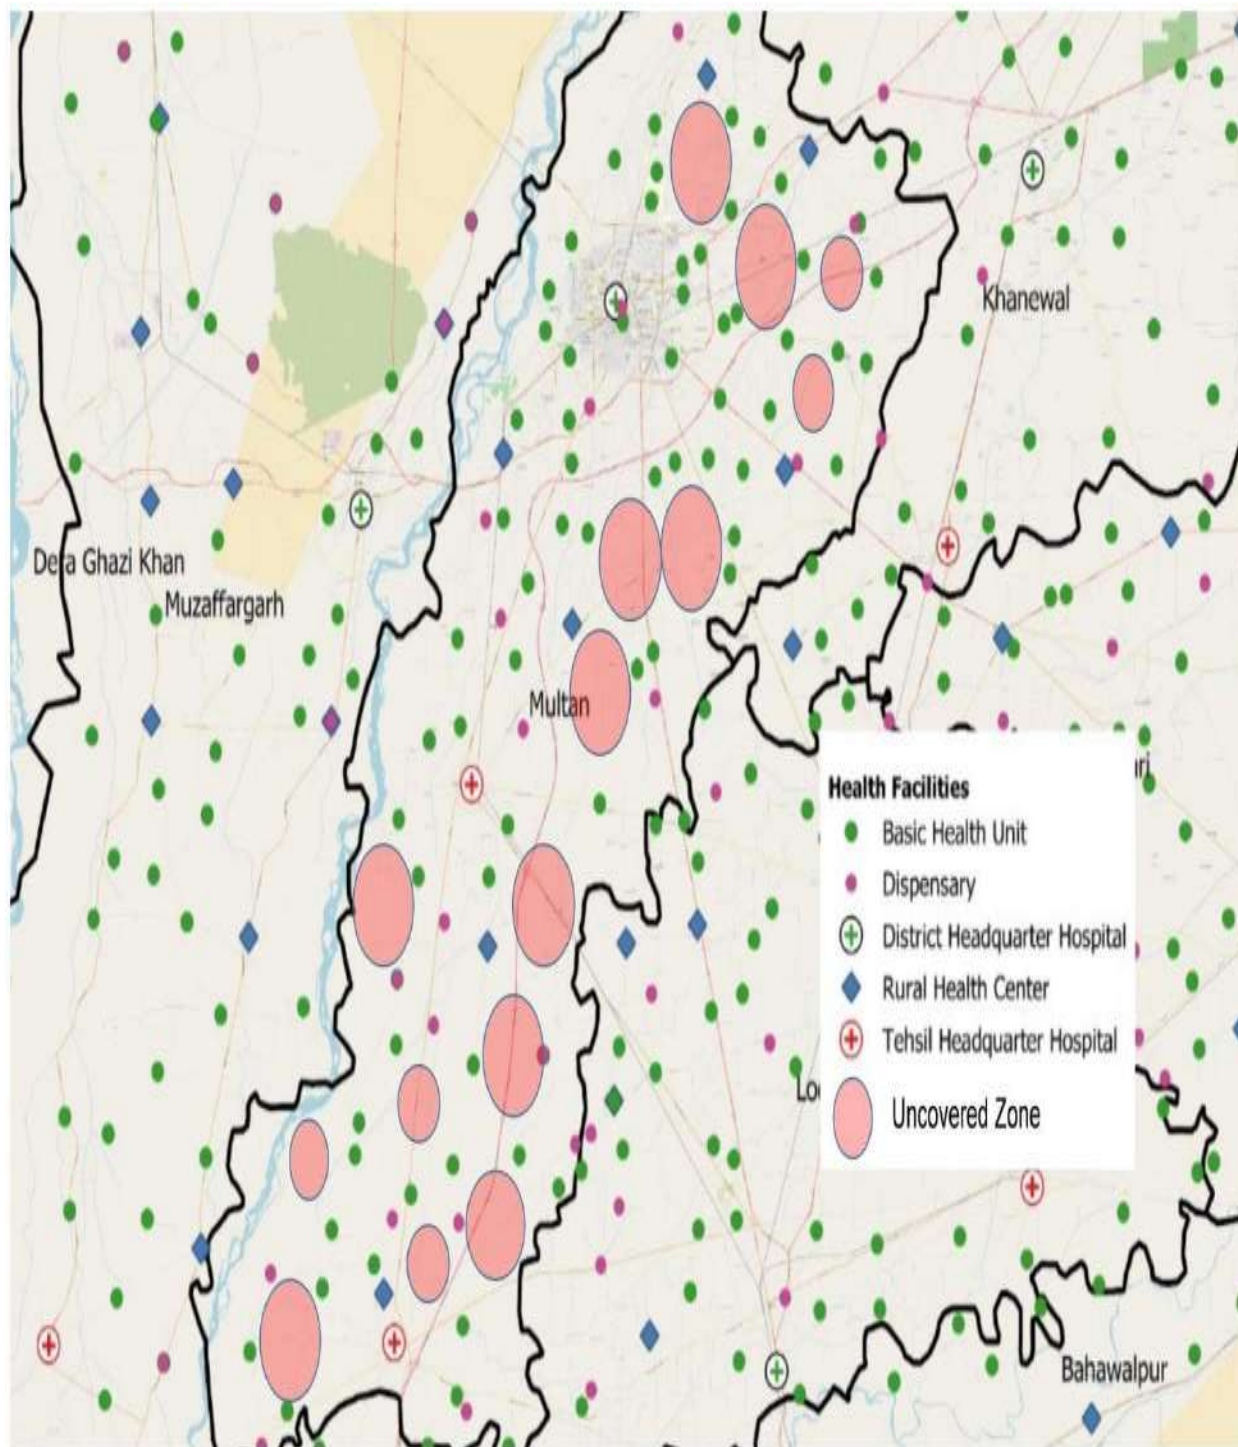 Khanewal
Dera Ghazi Khan
Muzaffargarh
Multan
Health Facilities
Basic Health Unit
Dispensary
District Headquarter Hospital
Rural Health Center
Tehsil Headquarter Hospital
Uncovered Zone
Bahawalpur